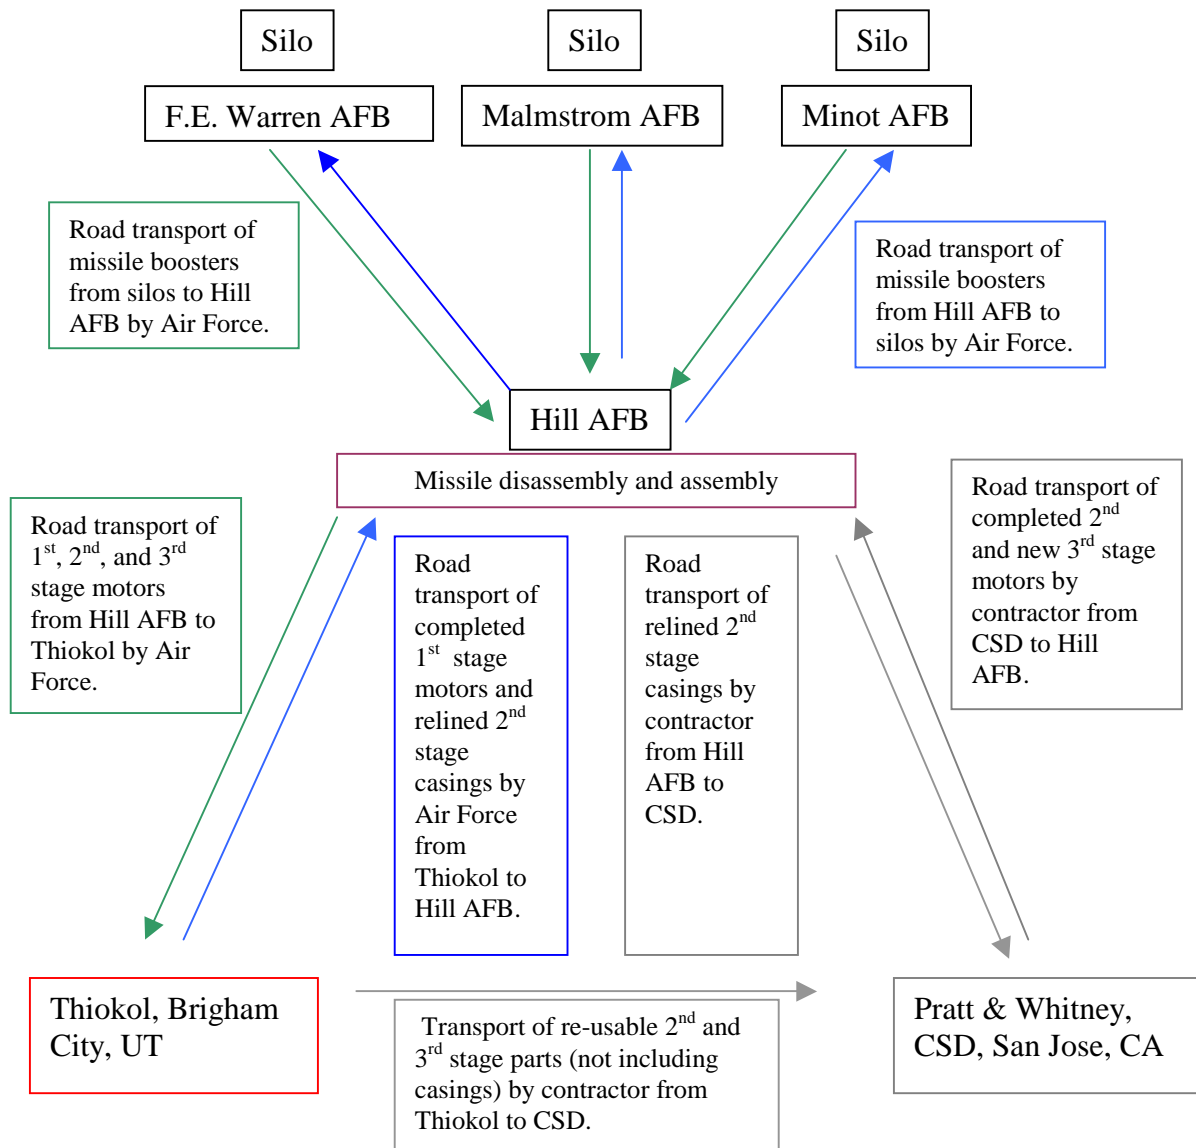 Silo
Silo
Silo
F.E. Warren AFB
Malmstrom AFB
Minot AFB
Road transport of
missile boosters
from silos to Hill
AFB by Air Force.
Road transport of
missile boosters
from Hill AFB to
silos by Air Force.
Hill AFB
Missile disassembly and assembly
Road transport of
1st, 2nd, and 3rd
stage motors
from Hill AFB to
Thiokol by Air
Force.
Road
transport of
completed
1st stage
motors and
relined 2nd
stage
casings by
Air Force
from
Thiokol to
Hill AFB.
Road
transport of
relined 2nd
stage
casings by
contractor
from Hill
AFB to
CSD.
Road transport of
completed 2nd
and new 3rd stage
motors by
contractor from
CSD to Hill
AFB.
Thiokol, Brigham
City, UT
Transport of re-usable 2nd and
3rd stage parts (not including
casings) by contractor from
Thiokol to CSD.
Pratt & Whitney,
CSD, San Jose, CA